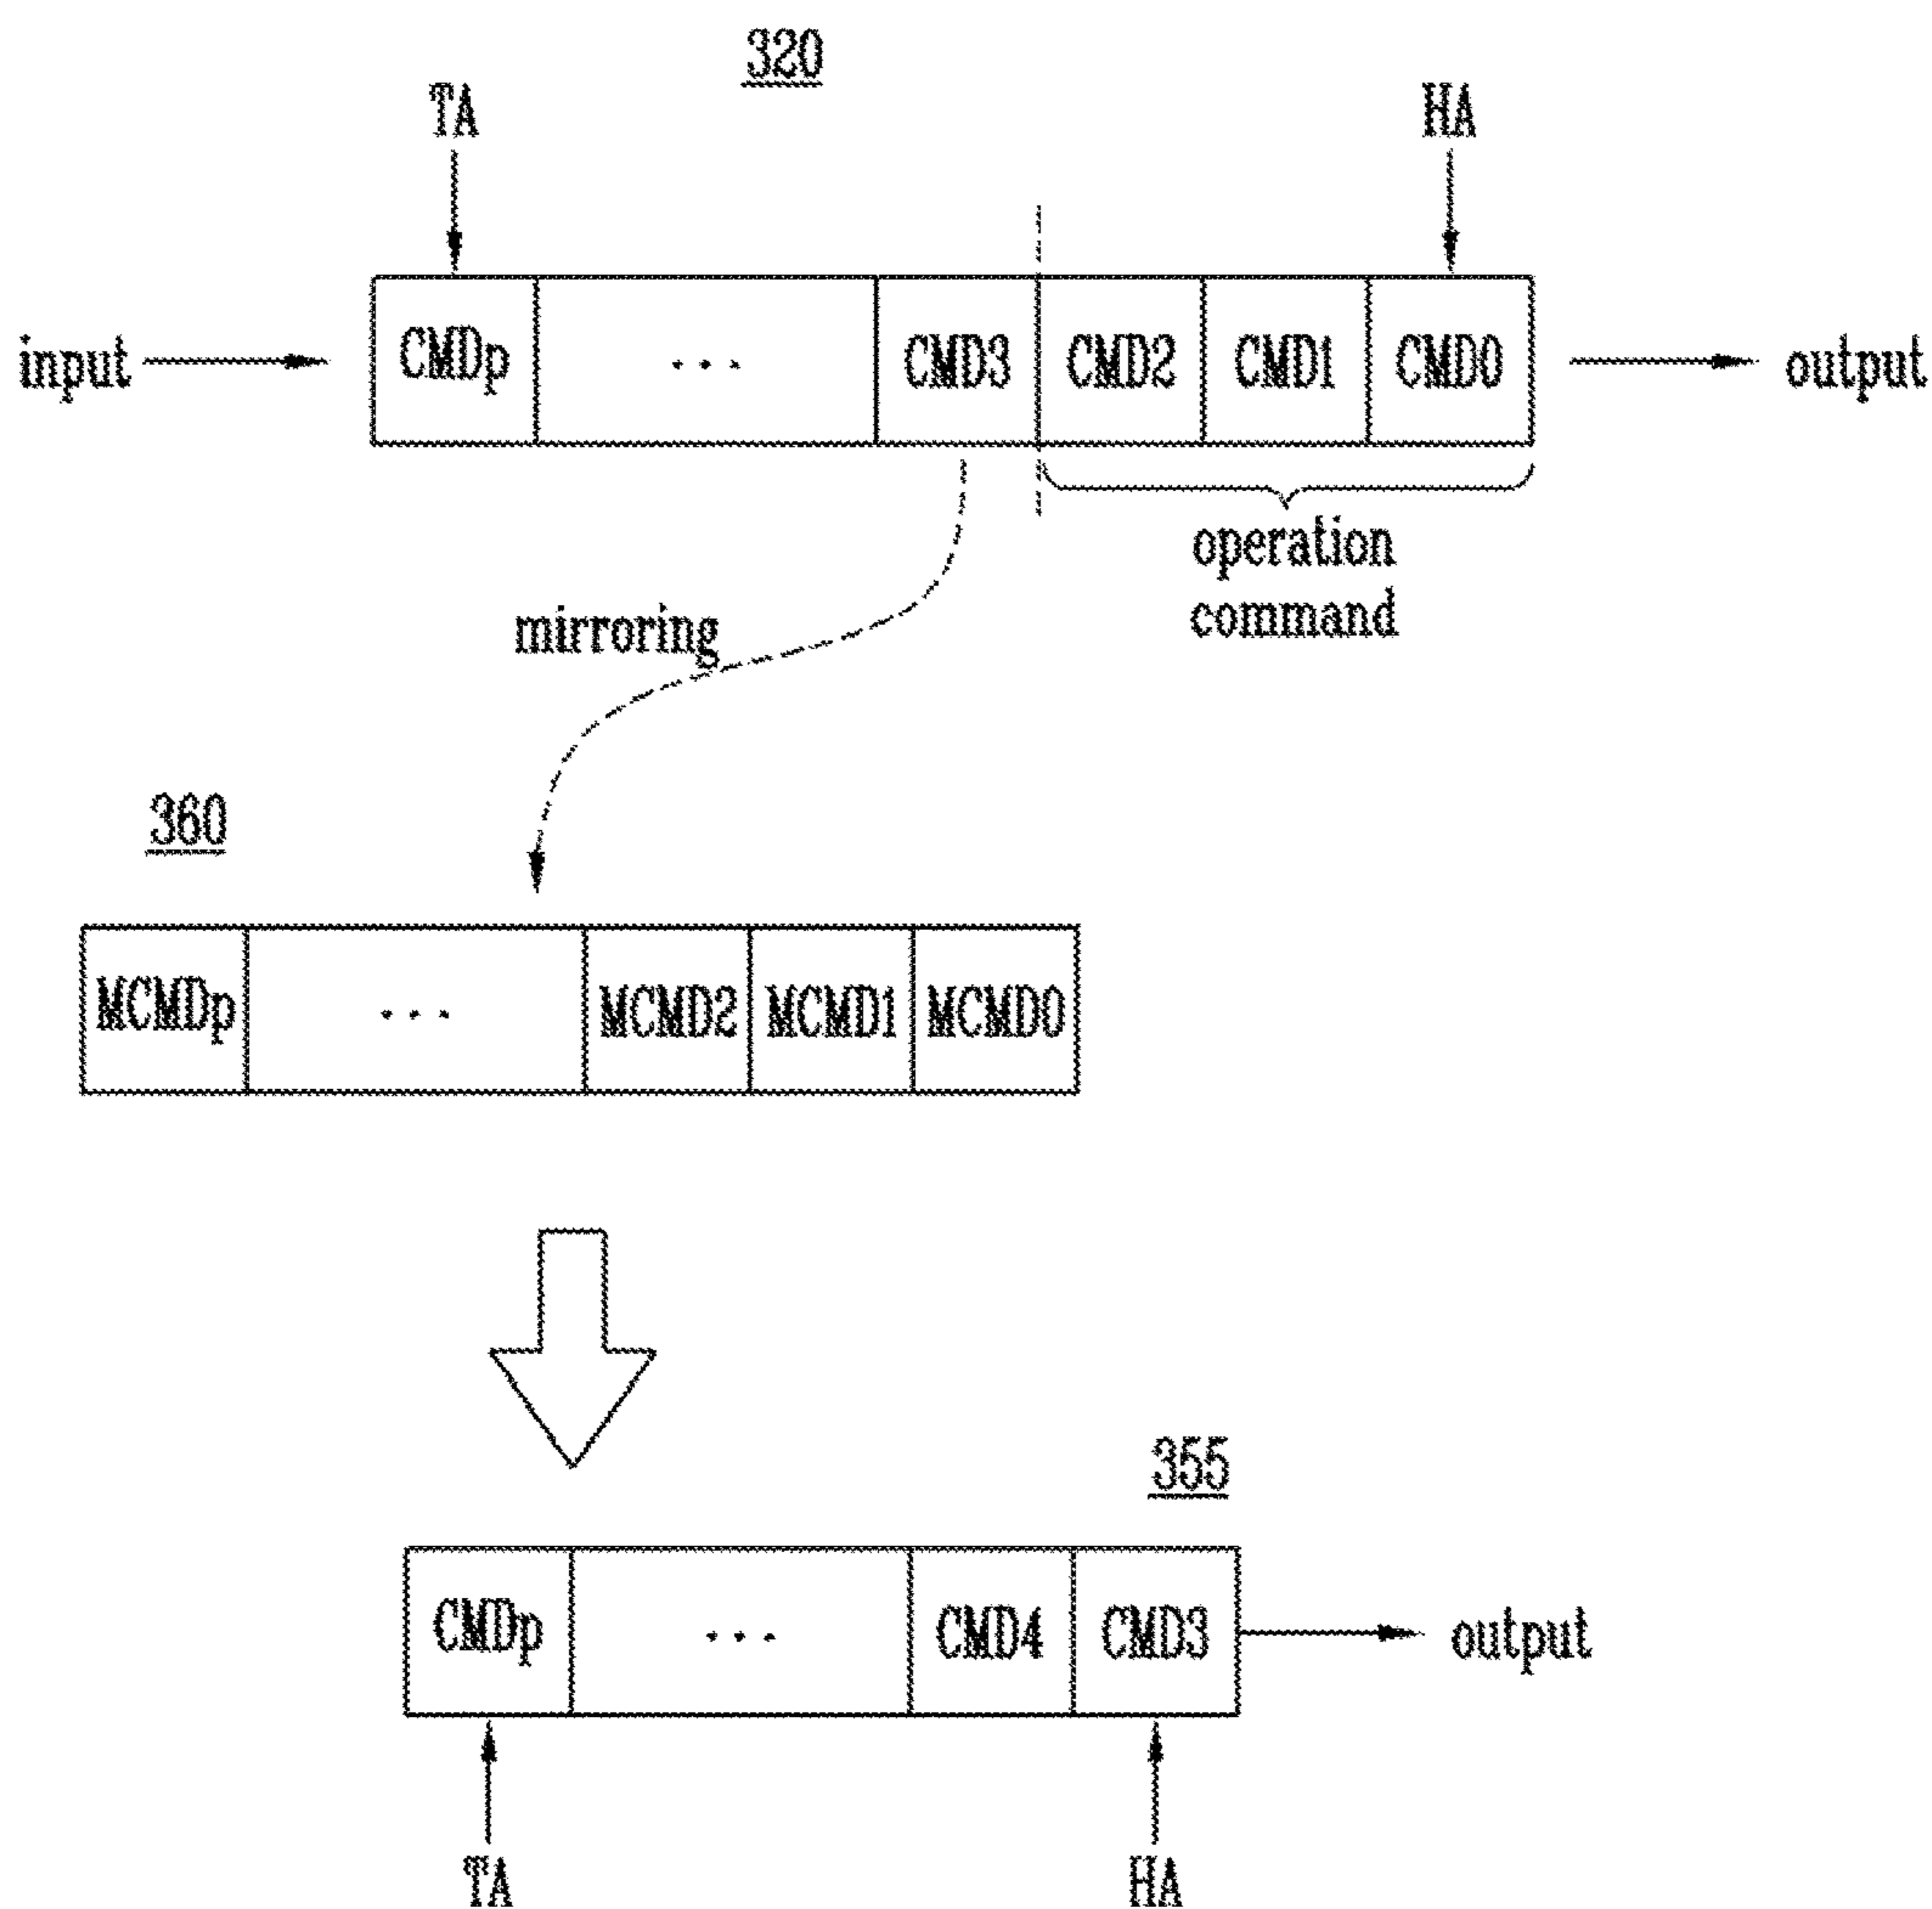 320
TA
HA
input
CMDp
...
CMD3
CMD2
CMD1
CMD0
output
operation
command
mirroring
360
MCMDp
...
MCMD2
MCMD1
MCMD0
355
CMDp
...
CMD4
CMD3
output
TA
HA